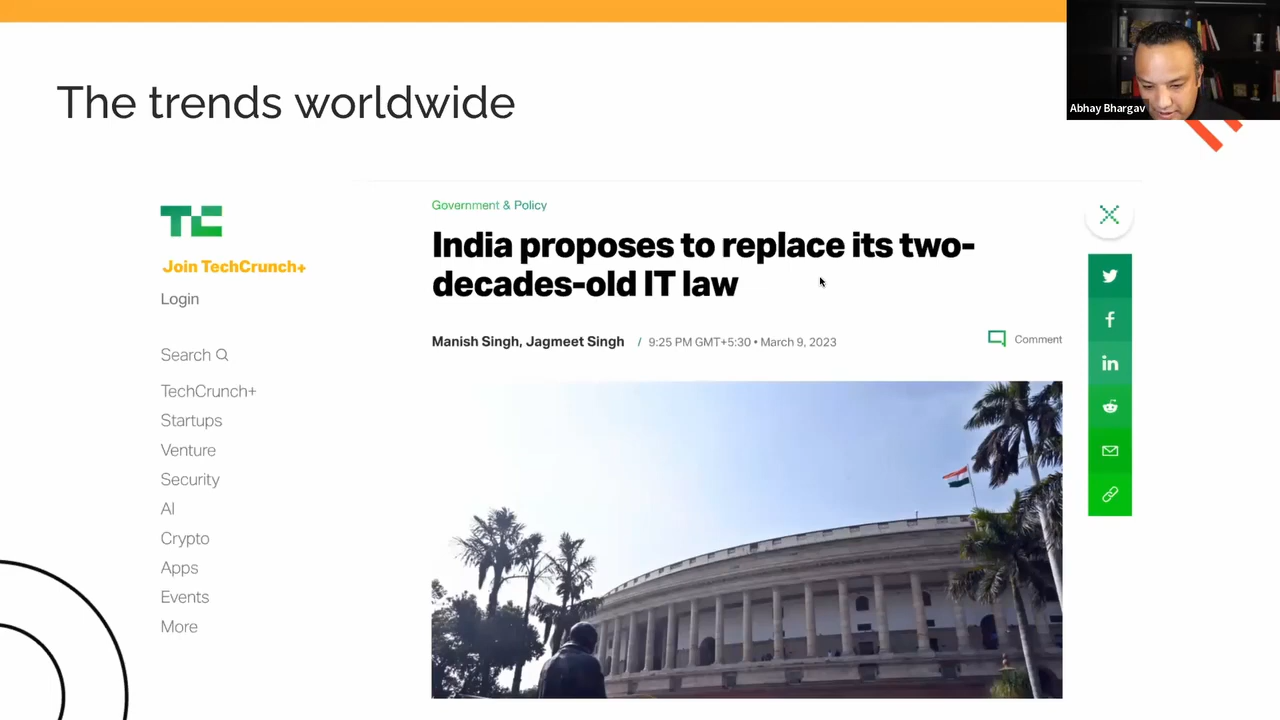 The trends worldwide
Abhay Bhargav
TC
Join TechCrunch+
Login
Search
TechCrunch+
Startups
Venture
Security
AI
Crypto
Apps
Events
More
Government & Policy
India proposes to replace its two-
decades-old IT law
Manish Singh, Jagmeet Singh / 9:25 PM GMT+5:30 • March 9, 2023
Comment